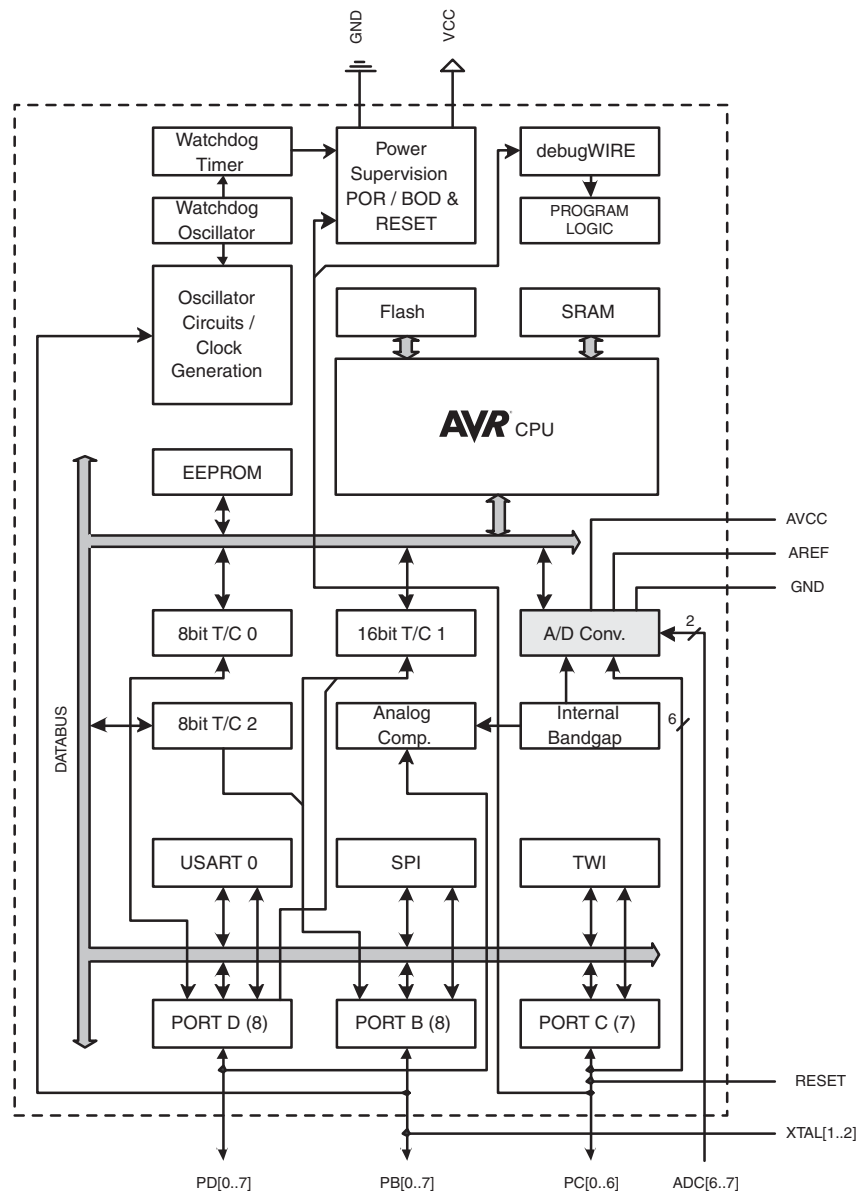 GND
VCC
Watchdog
Timer
Power
Supervision
POR / BOD &
RESET
debugWIRE
Watchdog
Oscillator
PROGRAM
LOGIC
Oscillator
Circuits /
Clock
Generation
Flash
SRAM
AVR CPU
EEPROM
AVCC
AREF
GND
8bit T/C 0
16bit T/C 1
A/D Conv.
2
DATABUS
8bit T/C 2
Analog
Comp.
Internal
Bandgap
6
USART 0
SPI
TWI
PORT D (8)
PORT B (8)
PORT C (7)
RESET
XTAL[1..2]
PD[0..7]
PB[0..7]
PC[0..6]
ADC[6..7]